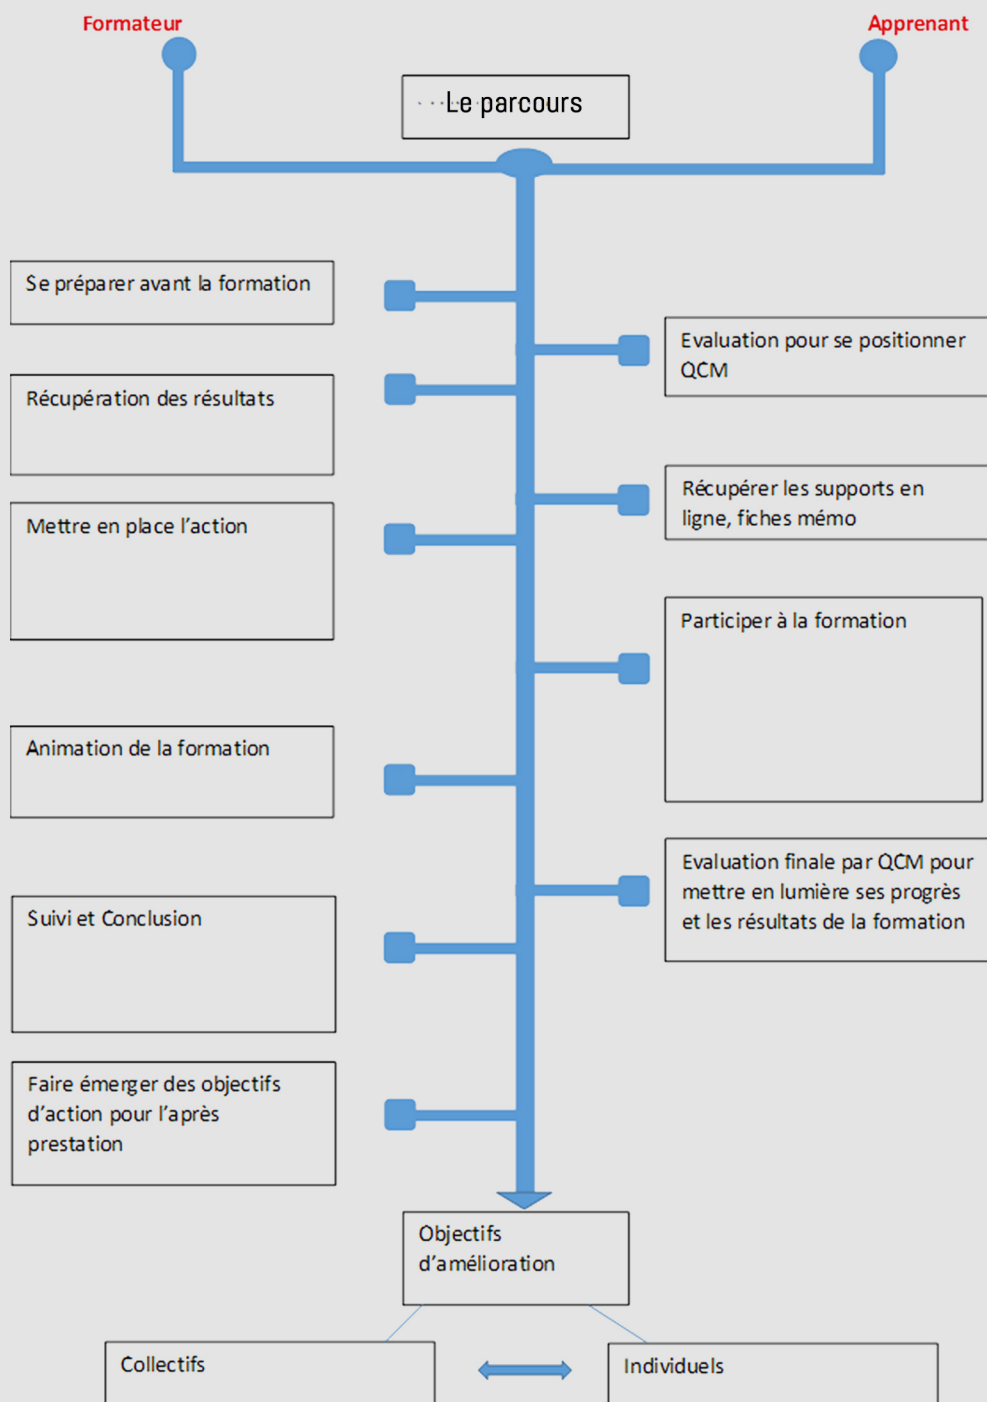 Formateur
Apprenant
Le parcours
Se préparer avant la formation
Evaluation pour se positionner
QCM
Récupération des résultats
Récupérer les supports en
ligne, fiches mémo
Mettre en place l’action
Participer à la formation
Animation de la formation
Evaluation finale par QCM pour
mettre en lumière ses progrès
et les résultats de la formation
Suivi et Conclusion
Faire émerger des objectifs
d’action pour l’après
prestation
Objectifs
d’amélioration
Collectifs
Individuels